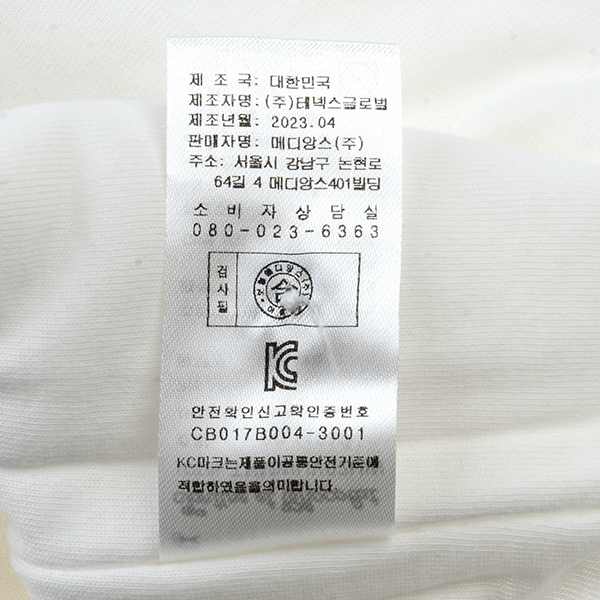 제 조 국: 대한민국
제조자명: (주)테넥스글로벌
제조년월: 2023.04
판매자명: 메디앙스(주)
주소: 서울시 강남구 논현로
64길 4 메디앙스401빌딩
소 비 자 상 담 실
080-023-6363
검사필
KC
안전확인신고확인증번호
CB017B004-3001
KC마크는제품이공통안전기준에
적합하였음을의미합니다.